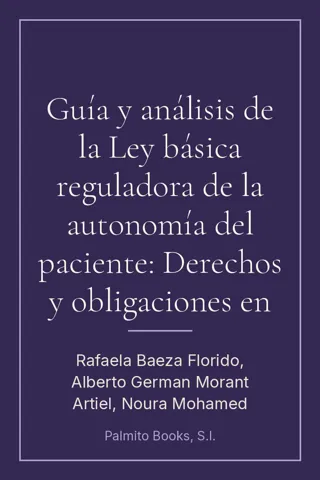 Guía y análisis de
la Ley básica
reguladora de la
autonomía del
paciente: Derechos
y obligaciones en
Rafaela Baeza Florido,
Alberto German Morant
Artiel, Noura Mohamed
Palmito Books, S.l.